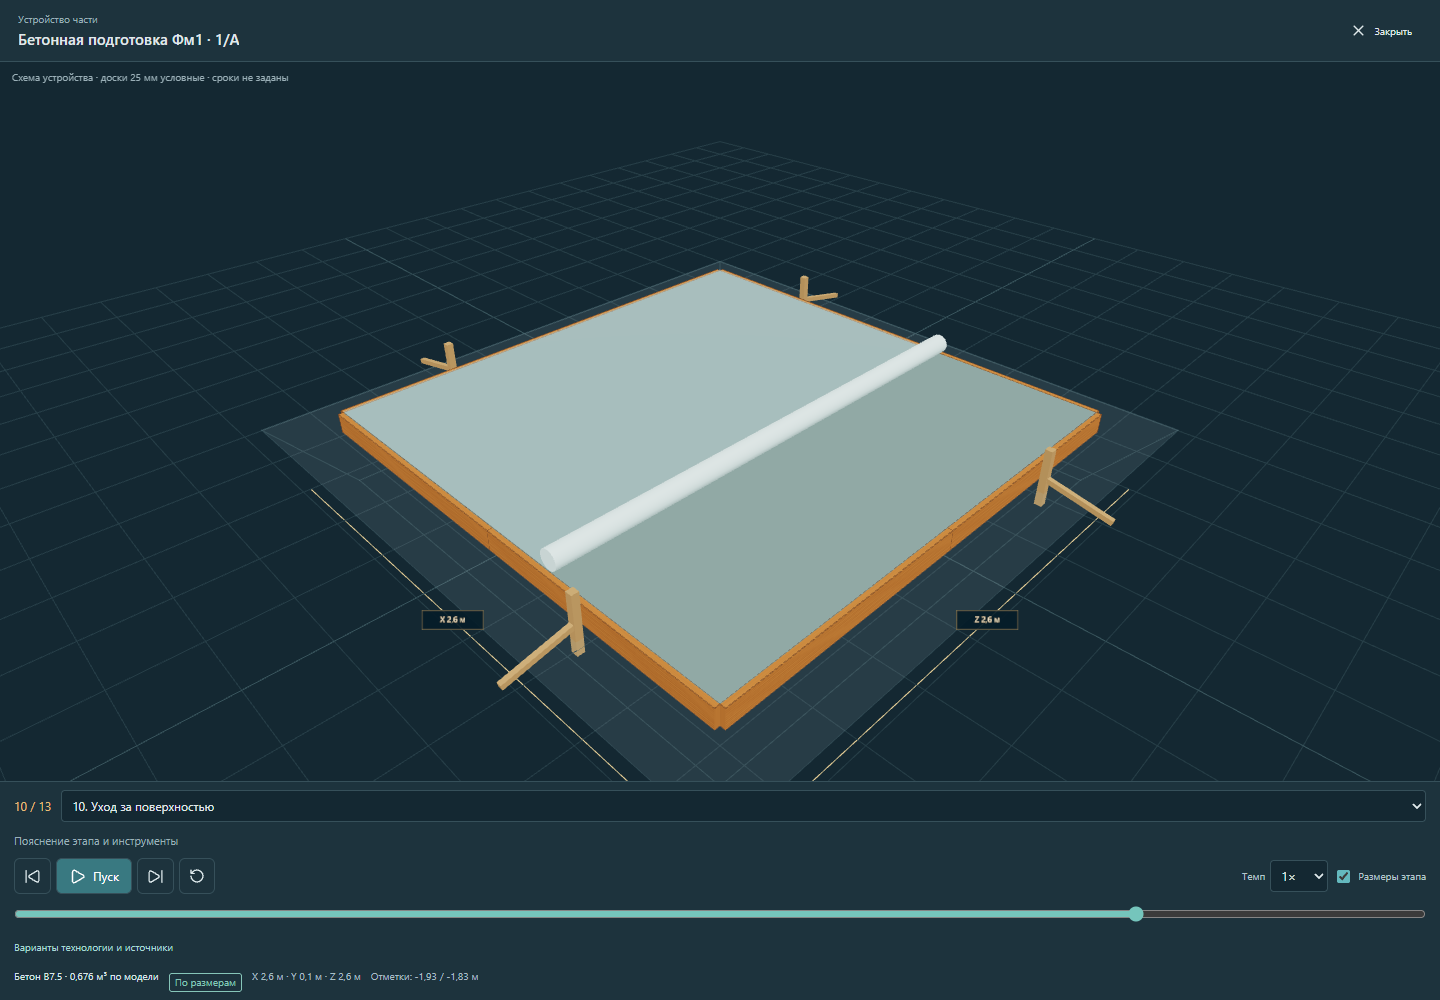 Устройство части
Бетонная подготовка Фм1 · 1/А
Закрыть
Схема устройства · доски 25 мм условные · сроки не заданы
X 2,6 м
Z 2,6 м
10 / 13
10. Уход за поверхностью
Пояснение этапа и инструменты
Пуск
Темп
1×
Размеры этапа
Варианты технологии и источники
Бетон В7.5 · 0,676 м³ по модели
По размерам
X 2,6 м · Y 0,1 м · Z 2,6 м
Отметки: -1,93 / -1,83 м